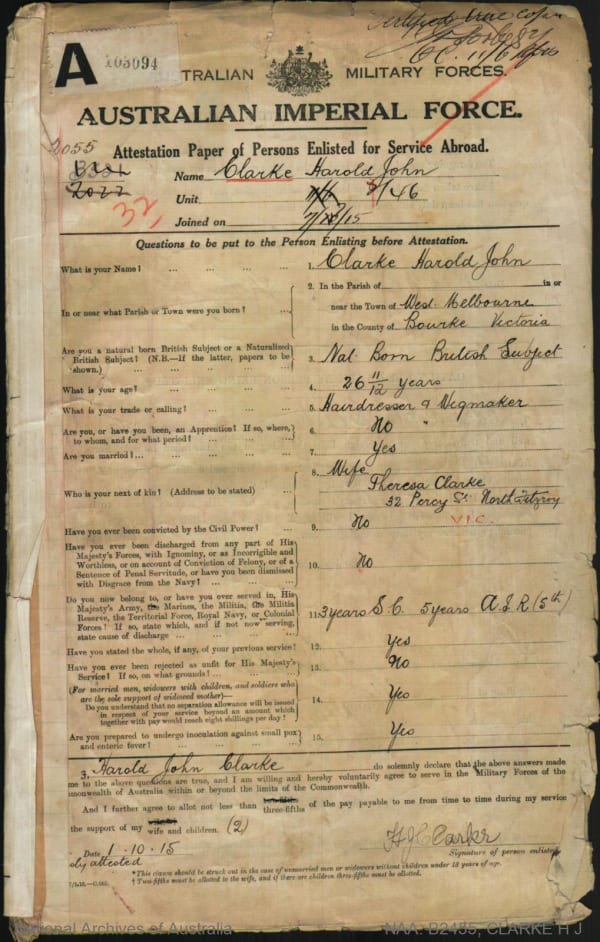 Certified true copy
A
103094
TRALIAN MILITARY FORCES.
AUSTRALIAN IMPERIAL FORCE.
2055
Attestation Paper of Persons Enlisted for Service Abroad.
2022
32
Name Clarke Harold John
Unit /46
Joined on /15
Questions to be put to the Person Enlisting before Attestation.
What is your Name? ... ... ... ... 1. Clarke Harold John
In or near what Parish or Town were you born? ... 2. In the Parish of in or
near the Town of West Melbourne
in the County of Bourke Victoria
Are you a natural born British Subject or a Naturalized
British Subject? (N.B.—If the latter, papers to be
shown.) ... ... ... ... 3. Nat Born British Subject
What is your age? ... ... ... ... 4. 26 11/12 years
What is your trade or calling? ... ... ... 5. Hairdresser & Wigmaker
Are you, or have you been, an Apprentice? If so, where,
to whom, and for what period? ... ... ... 6. No "
Are you married? ... ... ... ... 7. Yes
Who is your next of kin? (Address to be stated) ... 8. Wife
Theresa Clarke
32 Percy St North Fitzroy
VIC.
Have you ever been convicted by the Civil Power? ... 9. No
Have you ever been discharged from any part of His
Majesty's Forces, with Ignominy, or as Incorrigible and
Worthless, or on account of Conviction of Felony, or of a
Sentence of Penal Servitude, or have you been dismissed
with Disgrace from the Navy? ... ... ... 10. No
Do you now belong to, or have you ever served in, His
Majesty's Army, the Marines, the Militia, the Militia
Reserve, the Territorial Force, Royal Navy, or Colonial
Forces? If so, state which, and if not now serving,
state cause of discharge ... ... ... 11. 3 years S.C. 5 years A.I.R (5th)
Have you stated the whole, if any, of your previous service? 12. Yes
Have you ever been rejected as unfit for His Majesty's
Service? If so, on what grounds? ... ... 13. No
(For married men, widowers with children, and soldiers who
are the sole support of widowed mother)—
Do you understand that no separation allowance will be issued
in respect of your service beyond an amount which
together with pay would reach eight shillings per day? 14. Yes
Are you prepared to undergo inoculation against small pox
and enteric fever? ... ... ... ... 15. Yes
3. Harold John Clarke do solemnly declare that the above answers made
me to the above questions are true, and I am willing and hereby voluntarily agree to serve in the Military Forces of the
monwealth of Australia within or beyond the limits of the Commonwealth.
And I further agree to allot not less than two-fifths three-fifths of the pay payable to me from time to time during my service
the support of my wife and children. (2)
Date 1.10.15
H J Clarke
Signature of person enlisted.
attested
*This clause should be struck out in the case of unmarried men or widowers without children under 18 years of age.
†Two-fifths must be allotted to the wife, and if there are children three-fifths must be allotted.
National Archives of Australia
NAA: B2455, CLARKE H J